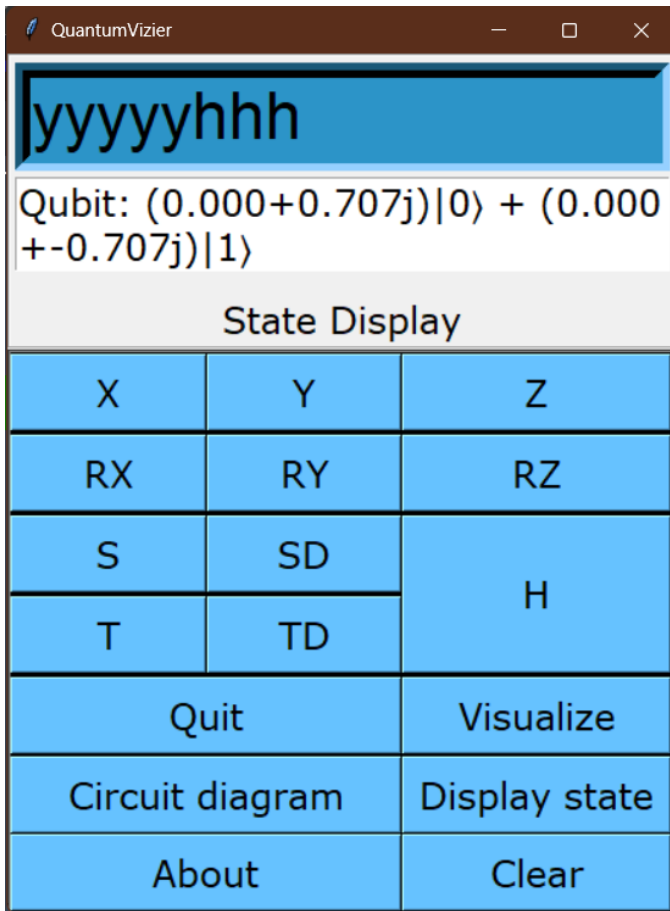 QuantumVizier
yyyyyhhh
Qubit: (0.000+0.707j)|0⟩ + (0.000
+-0.707j)|1⟩
State Display
X Y Z
RX RY RZ
S SD
H
T TD
Quit Visualize
Circuit diagram Display state
About Clear